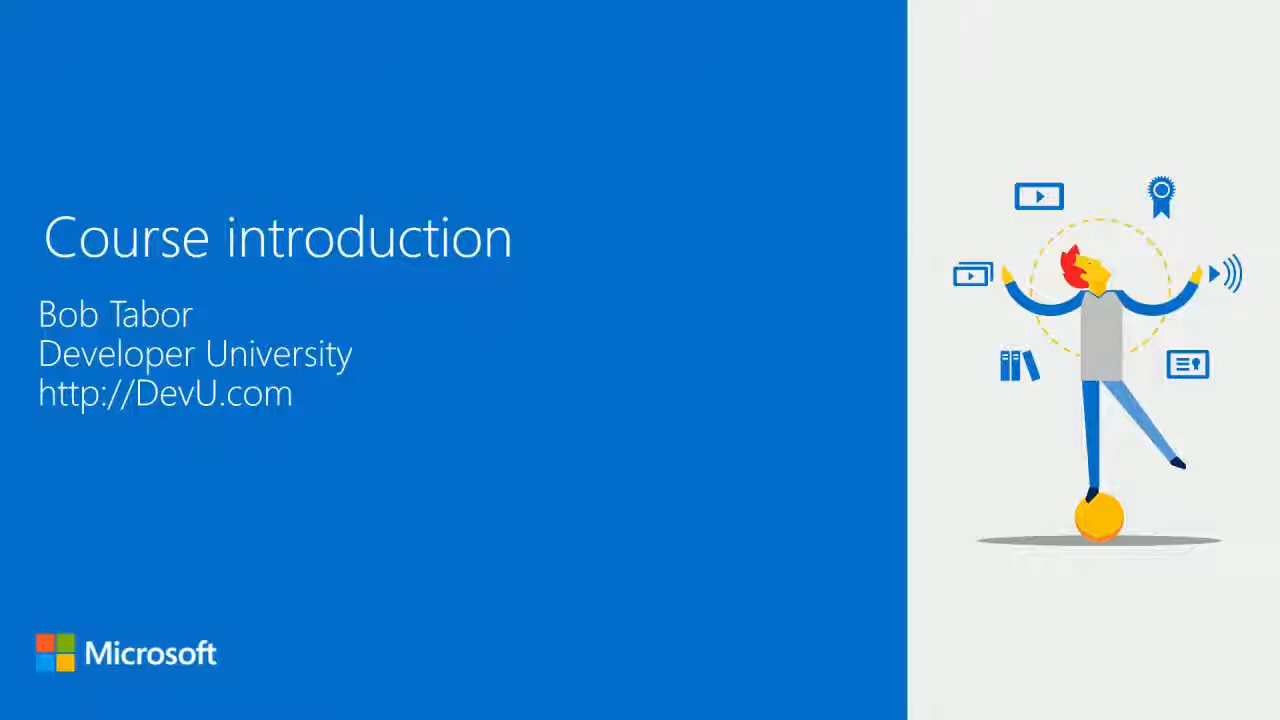 Course introduction
Bob Tabor
Developer University
http://DevU.com
Microsoft